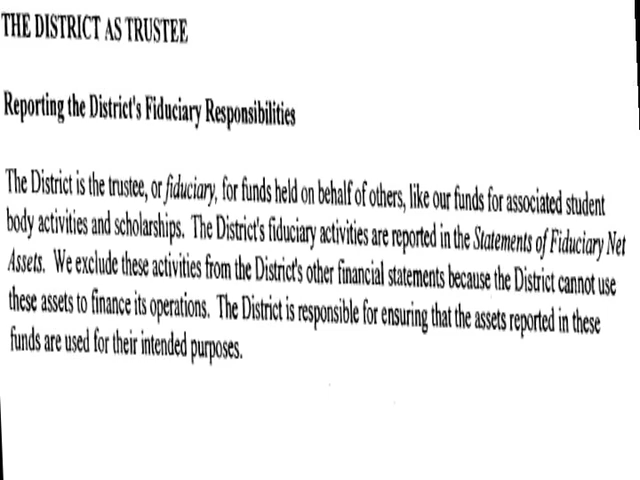 THE DISTRICT AS TRUSTEE
Reporting the District's Fiduciary Responsibilities
The District is the trustee, or fiduciary, for funds held on behalf of others, like our funds for associated student
body activities and scholarships. The District's fiduciary activities are reported in the Statements of Fiduciary Net
Assets. We exclude these activities from the District's other financial statements because the District cannot use
these assets to finance its operations. The District is responsible for ensuring that the assets reported in these
funds are used for their intended purposes.